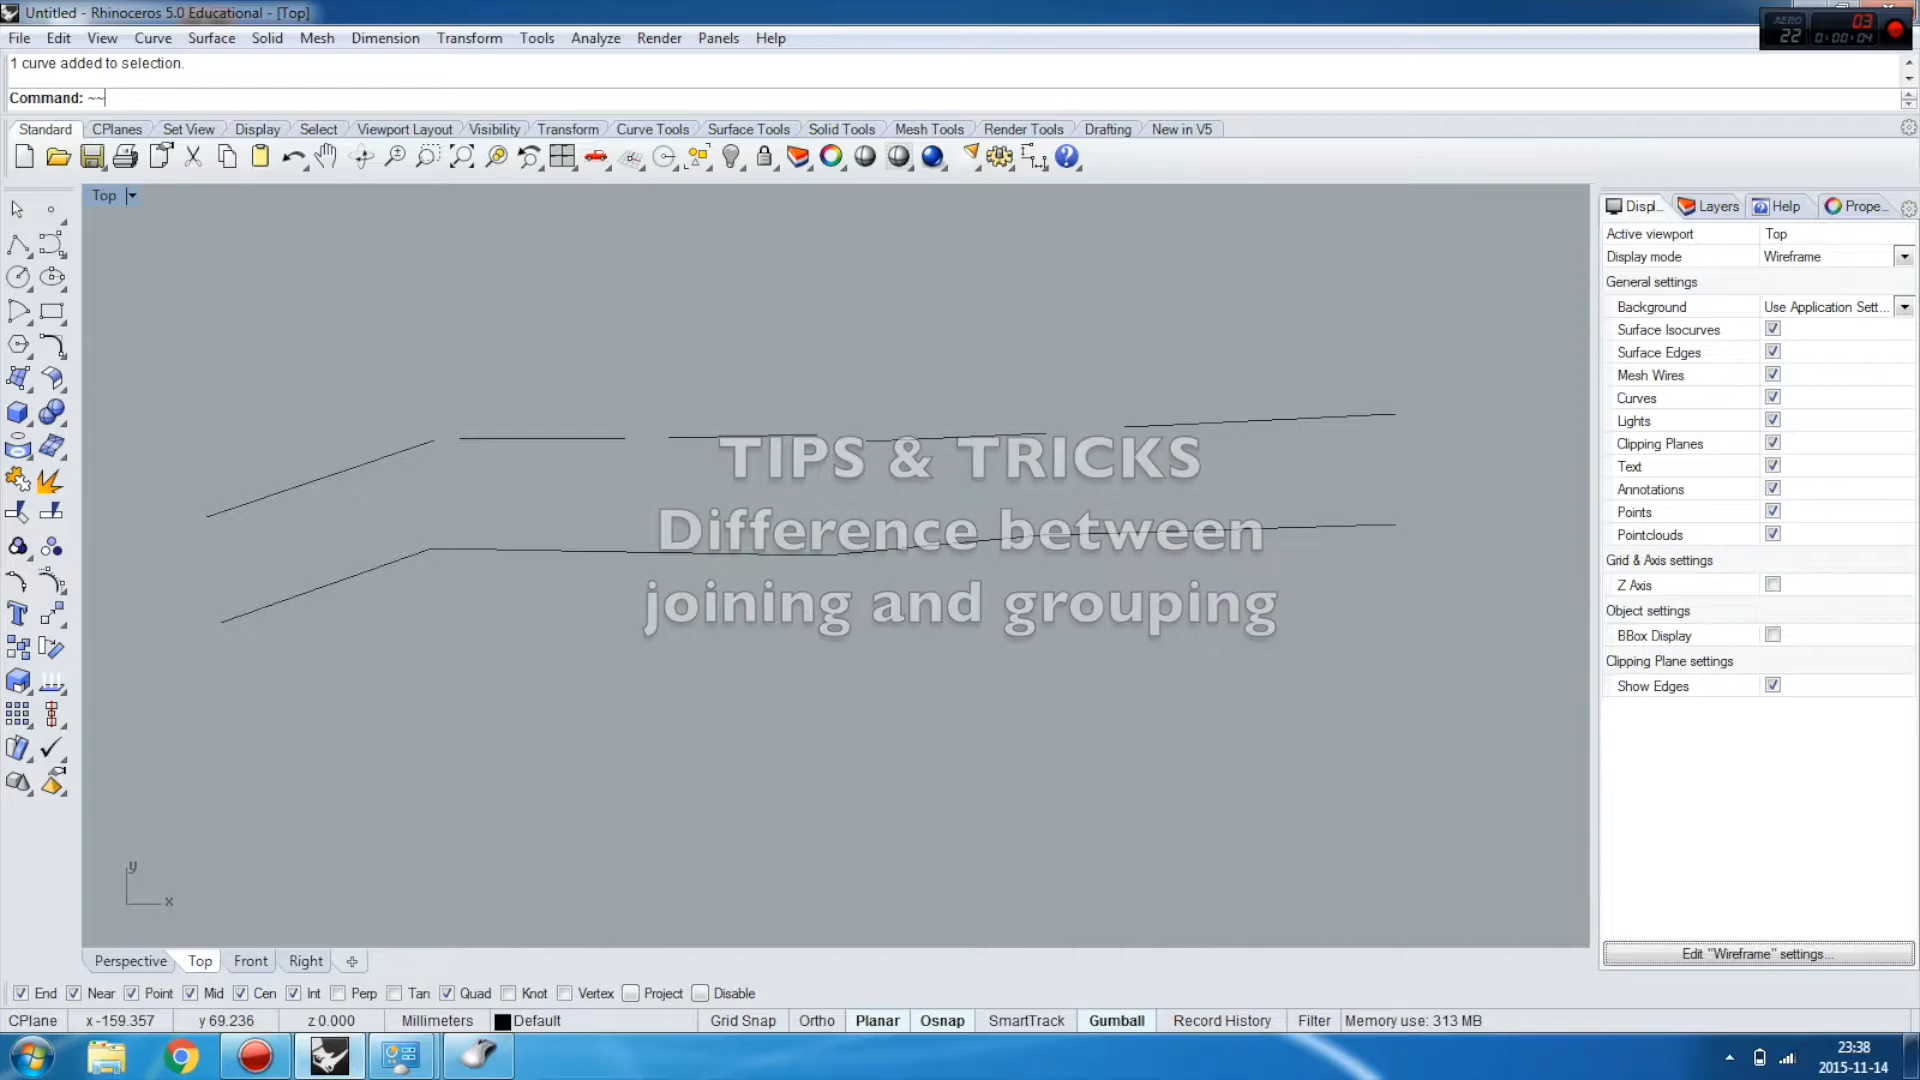 Untitled - Rhinoceros 5.0 Educational - [Top]
AERO 22 03 0:00:04
File Edit View Curve Surface Solid Mesh Dimension Transform Tools Analyze Render Panels Help
1 curve added to selection.
Command: ~~
Standard CPlanes Set View Display Select Viewport Layout Visibility Transform Curve Tools Surface Tools Solid Tools Mesh Tools Render Tools Drafting New in V5
Top
Displ... Layers Help Prope...
Active viewport Top
Display mode Wireframe
General settings
Background Use Application Sett...
Surface Isocurves
Surface Edges
Mesh Wires
Curves
Lights
Clipping Planes
Text
Annotations
Points
Pointclouds
Grid & Axis settings
Z Axis
Object settings
BBox Display
Clipping Plane settings
Show Edges
TIPS & TRICKS
Difference between
joining and grouping
y
x
Edit "Wireframe" settings...
Perspective Top Front Right
End Near Point Mid Cen Int Perp Tan Quad Knot Vertex Project Disable
CPlane x -159.357 y 69.236 z 0.000 Millimeters Default Grid Snap Ortho Planar Osnap SmartTrack Gumball Record History Filter Memory use: 313 MB
23:38
2015-11-14